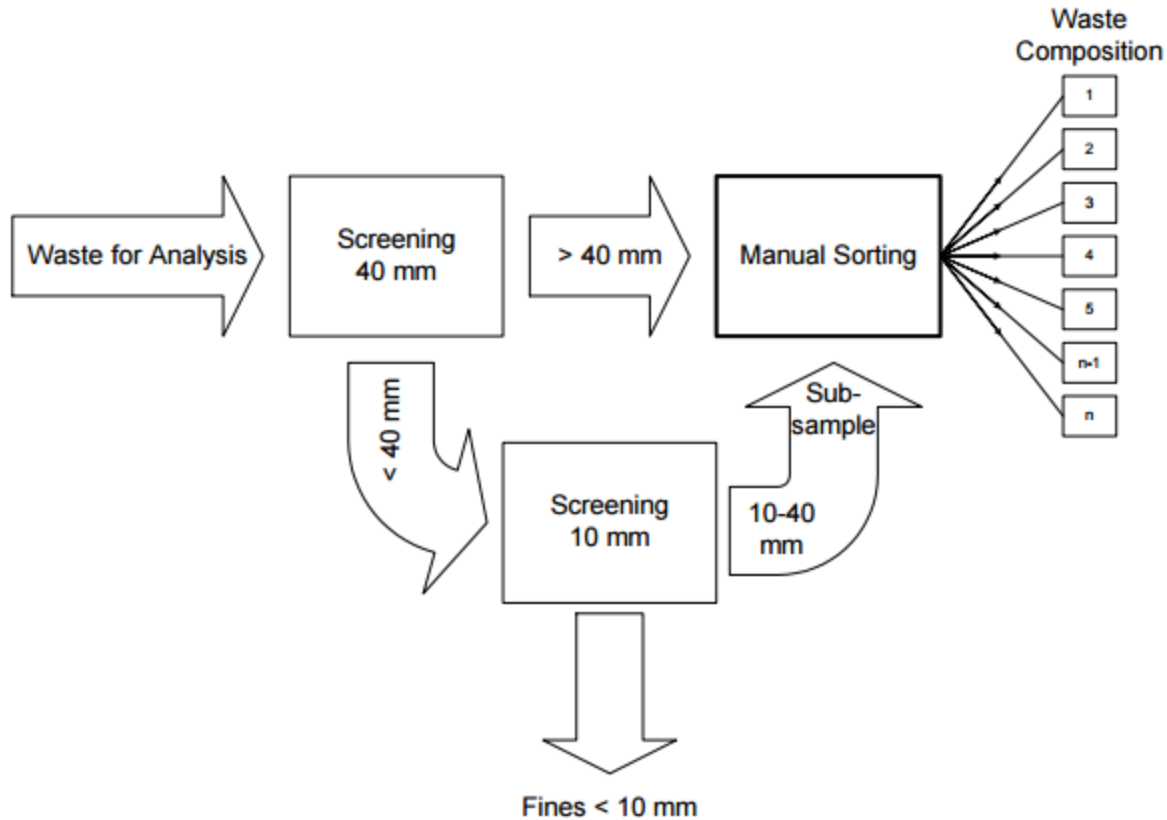 Waste
Composition
1
2
3
4
5
n-1
n
Waste for Analysis
Screening
40 mm
> 40 mm
Manual Sorting
< 40 mm
Sub-
sample
Screening
10 mm
10-40
mm
Fines < 10 mm